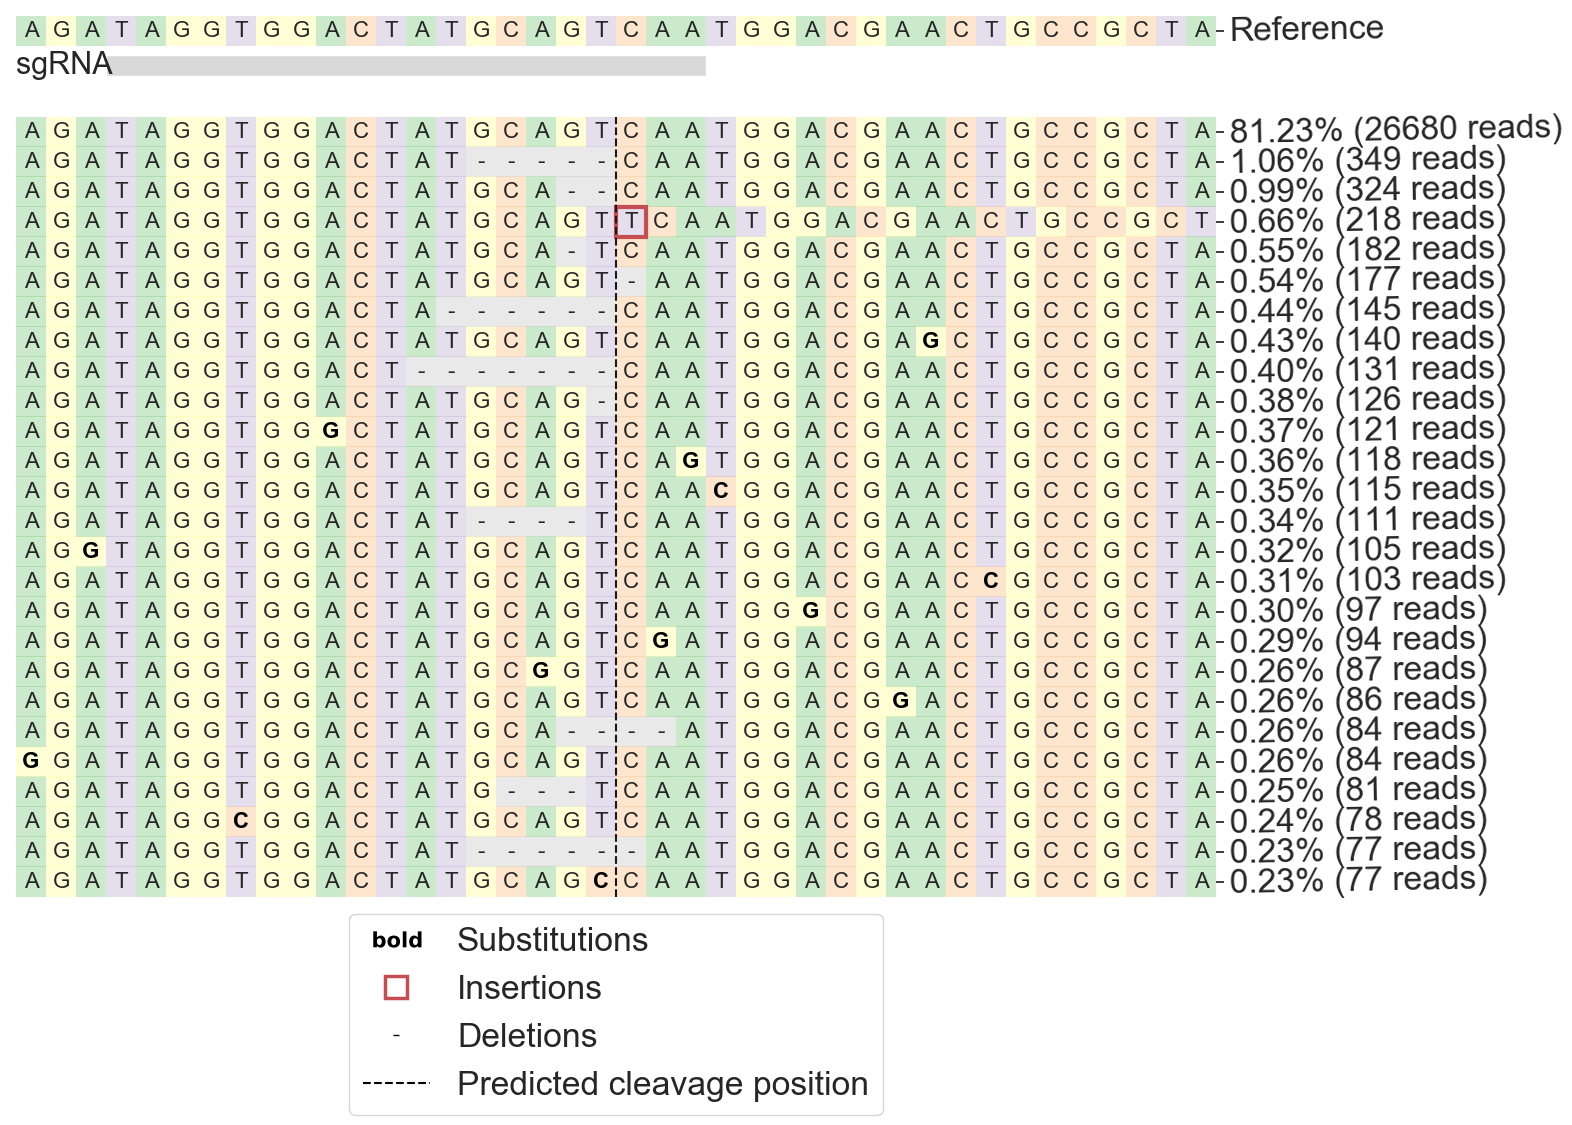 A G A T A G G T G G A C T A T G C A G T C A A T G G A C G A A C T G C C G C T A Reference
sgRNA
A G A T A G G T G G A C T A T G C A G T C A A T G G A C G A A C T G C C G C T A 81.23% (26680 reads)
A G A T A G G T G G A C T A T - - - - - C A A T G G A C G A A C T G C C G C T A 1.06% (349 reads)
A G A T A G G T G G A C T A T G C A - - C A A T G G A C G A A C T G C C G C T A 0.99% (324 reads)
A G A T A G G T G G A C T A T G C A G T T C A A T G G A C G A A C T G C C G C T 0.66% (218 reads)
A G A T A G G T G G A C T A T G C A - T C A A T G G A C G A A C T G C C G C T A 0.55% (182 reads)
A G A T A G G T G G A C T A T G C A G T - A A T G G A C G A A C T G C C G C T A 0.54% (177 reads)
A G A T A G G T G G A C T A - - - - - - C A A T G G A C G A A C T G C C G C T A 0.44% (145 reads)
A G A T A G G T G G A C T A T G C A G T C A A T G G A C G A G C T G C C G C T A 0.43% (140 reads)
A G A T A G G T G G A C T - - - - - - - C A A T G G A C G A A C T G C C G C T A 0.40% (131 reads)
A G A T A G G T G G A C T A T G C A G - C A A T G G A C G A A C T G C C G C T A 0.38% (126 reads)
A G A T A G G T G G G C T A T G C A G T C A A T G G A C G A A C T G C C G C T A 0.37% (121 reads)
A G A T A G G T G G A C T A T G C A G T C A G T G G A C G A A C T G C C G C T A 0.36% (118 reads)
A G A T A G G T G G A C T A T G C A G T C A A C G G A C G A A C T G C C G C T A 0.35% (115 reads)
A G A T A G G T G G A C T A T - - - - T C A A T G G A C G A A C T G C C G C T A 0.34% (111 reads)
A G G T A G G T G G A C T A T G C A G T C A A T G G A C G A A C T G C C G C T A 0.32% (105 reads)
A G A T A G G T G G A C T A T G C A G T C A A T G G A C G A A C C G C C G C T A 0.31% (103 reads)
A G A T A G G T G G A C T A T G C A G T C A A T G G G C G A A C T G C C G C T A 0.30% (97 reads)
A G A T A G G T G G A C T A T G C A G T C G A T G G A C G A A C T G C C G C T A 0.29% (94 reads)
A G A T A G G T G G A C T A T G C G G T C A A T G G A C G A A C T G C C G C T A 0.26% (87 reads)
A G A T A G G T G G A C T A T G C A G T C A A T G G A C G G A C T G C C G C T A 0.26% (86 reads)
A G A T A G G T G G A C T A T G C A - - - - A T G G A C G A A C T G C C G C T A 0.26% (84 reads)
G G A T A G G T G G A C T A T G C A G T C A A T G G A C G A A C T G C C G C T A 0.26% (84 reads)
A G A T A G G T G G A C T A T G - - - T C A A T G G A C G A A C T G C C G C T A 0.25% (81 reads)
A G A T A G G C G G A C T A T G C A G T C A A T G G A C G A A C T G C C G C T A 0.24% (78 reads)
A G A T A G G T G G A C T A T - - - - - - A A T G G A C G A A C T G C C G C T A 0.23% (77 reads)
A G A T A G G T G G A C T A T G C A G C C A A T G G A C G A A C T G C C G C T A 0.23% (77 reads)
bold Substitutions
Insertions
- Deletions
Predicted cleavage position